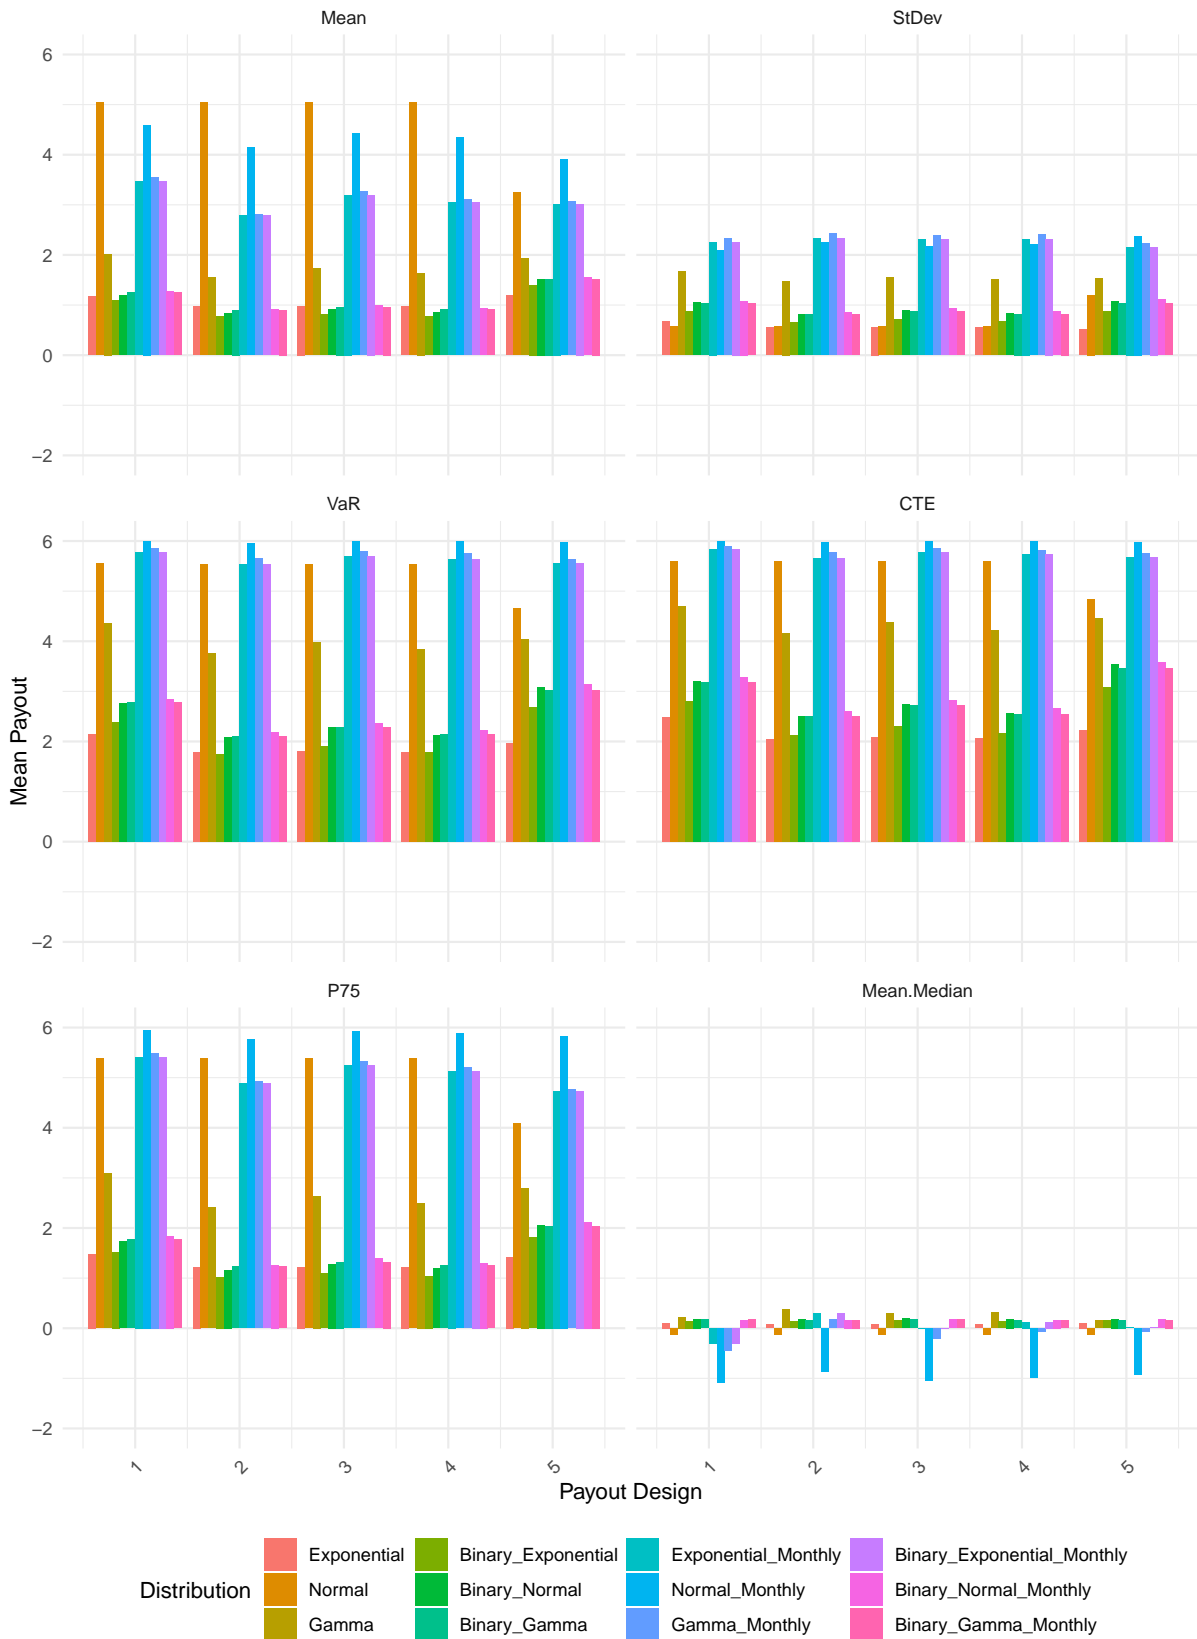 Mean
StDev
6
4
2
0
−2
VaR
CTE
6
4
2
0
−2
P75
Mean.Median
6
4
2
0
−2
Mean Payout
1 2 3 4 5
1 2 3 4 5
Payout Design
Distribution
Exponential Binary_Exponential Exponential_Monthly Binary_Exponential_Monthly
Normal Binary_Normal Normal_Monthly Binary_Normal_Monthly
Gamma Binary_Gamma Gamma_Monthly Binary_Gamma_Monthly